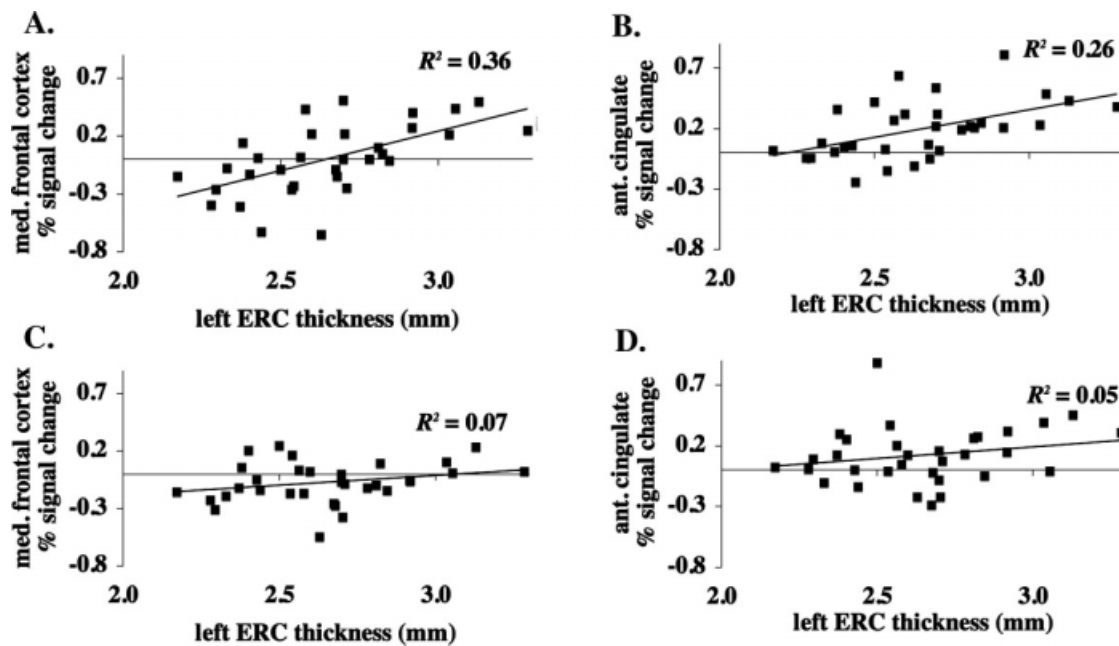 A.
med. frontal cortex
% signal change
0.7
0.2
-0.3
-0.8
R² = 0.36
2.0 2.5 3.0
left ERC thickness (mm)
B.
ant. cingulate
% signal change
0.7
0.2
-0.3
-0.8
R² = 0.26
2.0 2.5 3.0
left ERC thickness (mm)
C.
med. frontal cortex
% signal change
0.7
0.2
-0.3
-0.8
R² = 0.07
2.0 2.5 3.0
left ERC thickness (mm)
D.
ant. cingulate
% signal change
0.7
0.2
-0.3
-0.8
R² = 0.05
2.0 2.5 3.0
left ERC thickness (mm)